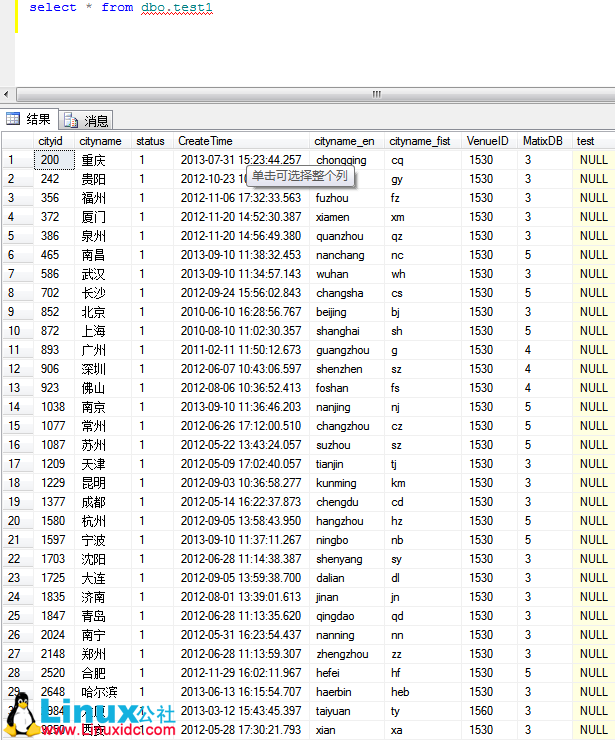 select * from dbo.test1
结果 消息
cityid cityname status CreateTime cityname_en cityname_fist VenueID MatixDB test
1 200 重庆 1 2013-07-31 15:23:44.257 chongqing cq 1530 3 NULL
2 242 贵阳 1 2012-10-23 gy 1530 3 NULL
单击可选择整个列
3 356 福州 1 2012-11-06 17:32:33.563 fuzhou fz 1530 3 NULL
4 372 厦门 1 2012-11-20 14:52:30.387 xiamen xm 1530 3 NULL
5 386 泉州 1 2012-11-20 14:56:49.380 quanzhou qz 1530 3 NULL
6 465 南昌 1 2013-09-10 11:38:32.453 nanchang nc 1530 5 NULL
7 586 武汉 1 2013-09-10 11:34:57.143 wuhan wh 1530 3 NULL
8 702 长沙 1 2012-09-24 15:56:02.843 changsha cs 1530 5 NULL
9 852 北京 1 2010-06-10 16:28:56.767 beijing bj 1530 3 NULL
10 872 上海 1 2010-08-10 11:02:30.357 shanghai sh 1530 5 NULL
11 893 广州 1 2011-02-11 11:50:12.673 guangzhou g 1530 4 NULL
12 906 深圳 1 2012-06-07 10:43:06.597 shenzhen sz 1530 4 NULL
13 923 佛山 1 2012-08-06 10:36:52.413 foshan fs 1530 4 NULL
14 1038 南京 1 2013-09-10 11:36:46.203 nanjing nj 1530 5 NULL
15 1077 常州 1 2012-06-26 17:12:00.510 changzhou cz 1530 5 NULL
16 1087 苏州 1 2012-05-22 13:43:24.057 suzhou sz 1530 5 NULL
17 1209 天津 1 2012-05-09 17:02:40.057 tianjin tj 1530 3 NULL
18 1229 昆明 1 2012-09-03 10:36:58.277 kunming km 1530 3 NULL
19 1377 成都 1 2012-05-14 16:22:37.873 chengdu cd 1530 3 NULL
20 1580 杭州 1 2012-09-05 13:58:43.950 hangzhou hz 1530 5 NULL
21 1597 宁波 1 2013-09-10 11:37:11.267 ningbo nb 1530 5 NULL
22 1703 沈阳 1 2012-06-28 11:14:38.387 shenyang sy 1530 3 NULL
23 1725 大连 1 2012-09-05 13:59:38.700 dalian dl 1530 3 NULL
24 1835 济南 1 2012-08-01 13:39:01.613 jinan jn 1530 3 NULL
25 1847 青岛 1 2012-06-28 11:13:35.620 qingdao qd 1530 3 NULL
26 2024 南宁 1 2012-05-31 16:23:54.437 nanning nn 1530 3 NULL
27 2148 郑州 1 2012-06-28 11:13:59.307 zhengzhou zz 1530 3 NULL
28 2520 合肥 1 2012-11-29 16:02:11.967 hefei hf 1530 5 NULL
29 2648 哈尔滨 1 2013-06-13 16:15:54.707 haerbin heb 1530 3 NULL
1 2013-03-12 15:43:45.397 taiyuan ty 1560 3 NULL
1 2012-05-28 17:30:21.793 xian xa 1530 3 NULL
Linux公社
www.Linuxidc.com